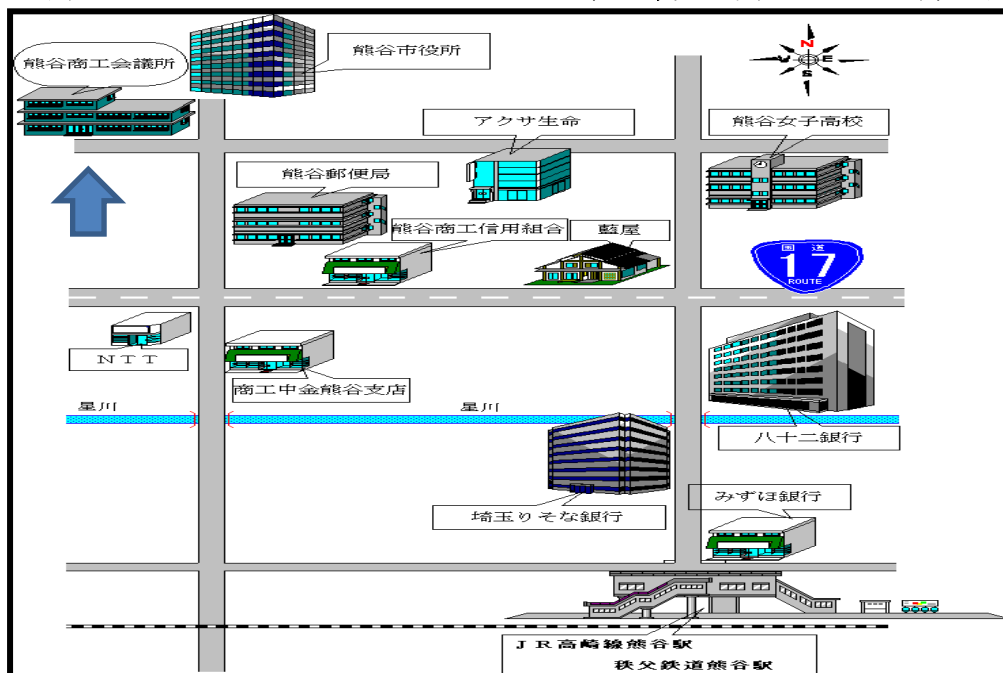 熊谷商工会議所
熊谷市役所
N
E
S
アクサ生命
熊谷女子高校
熊谷郵便局
熊谷商工信用組合
藍屋
国道
17
ROUTE
NTT
商工中金熊谷支店
星川
星川
八十二銀行
埼玉りそな銀行
みずほ銀行
JR高崎線熊谷駅
秩父鉄道熊谷駅